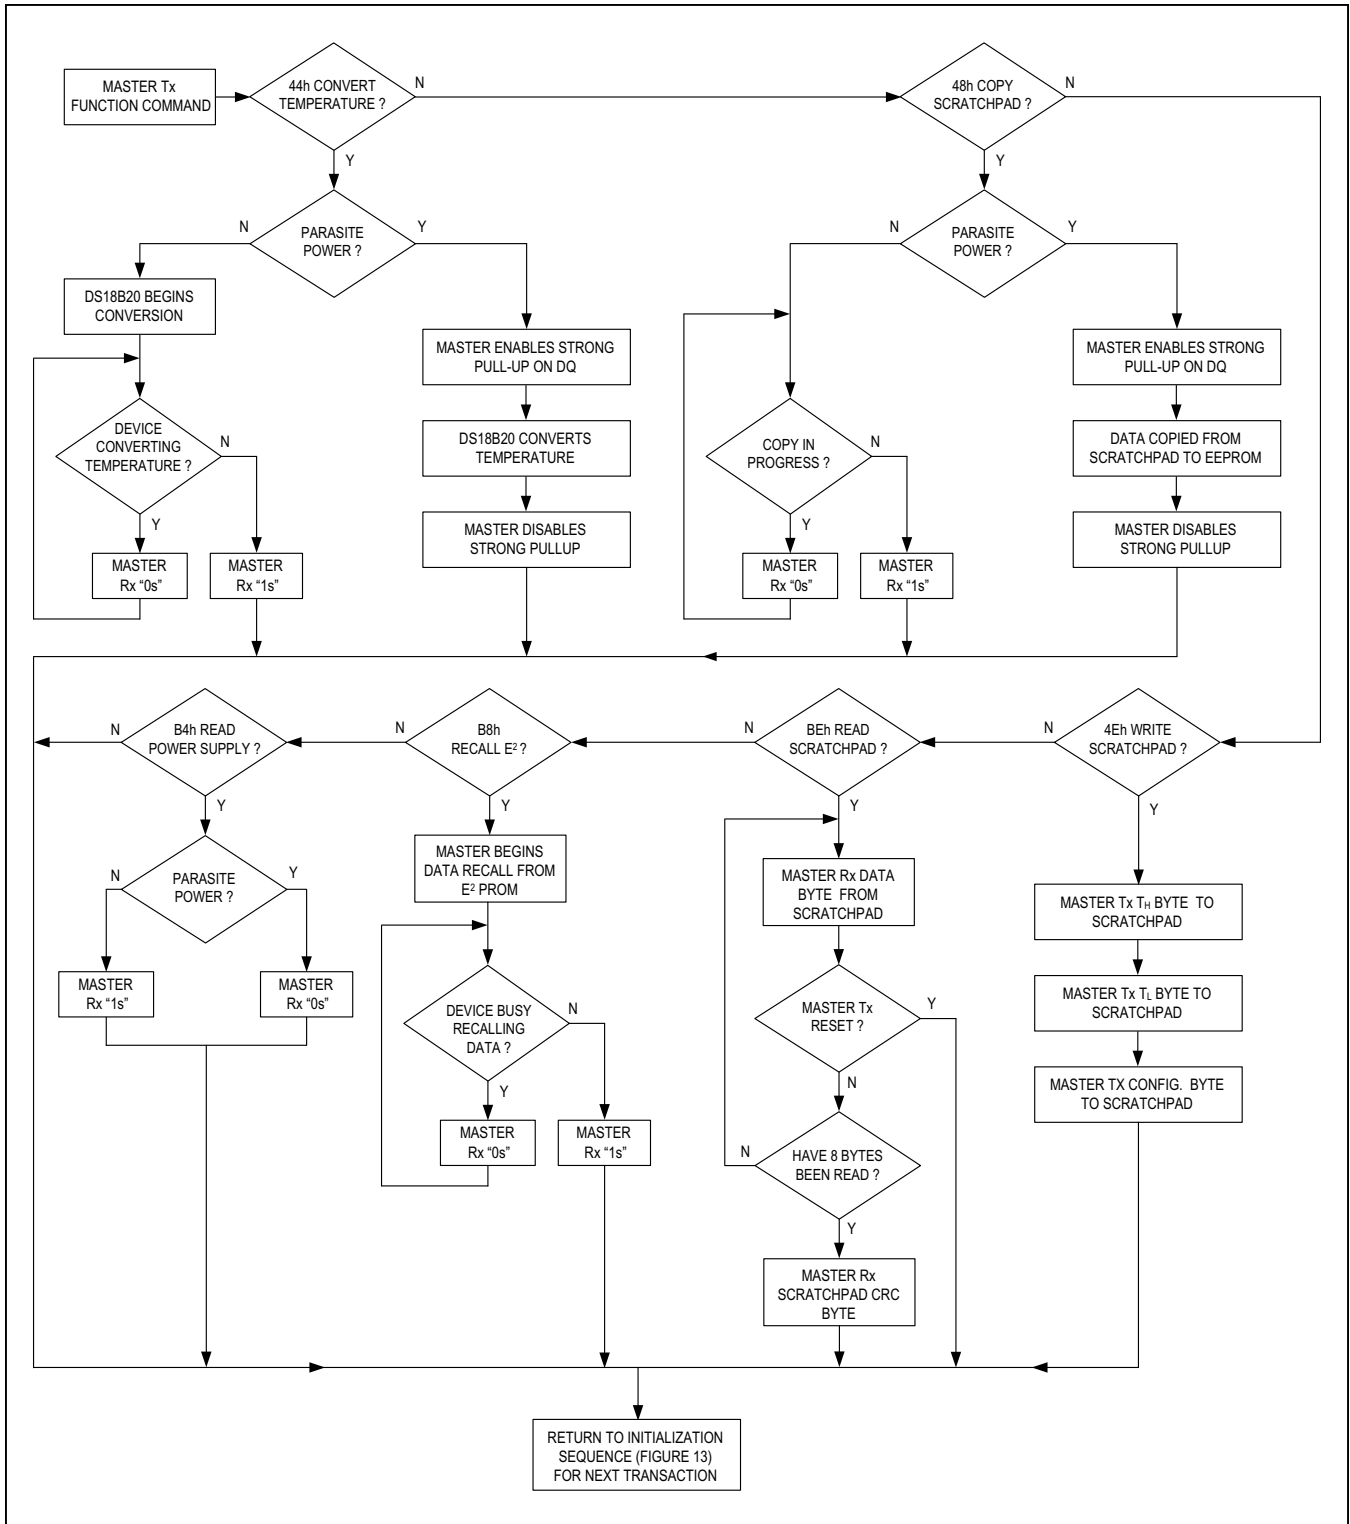 MASTER Tx
FUNCTION COMMAND
44h CONVERT
TEMPERATURE ?
N
Y
48h COPY
SCRATCHPAD ?
N
Y
PARASITE
POWER ?
N
Y
DS18B20 BEGINS
CONVERSION
DEVICE
CONVERTING
TEMPERATURE ?
N
Y
MASTER
Rx “0s”
MASTER
Rx “1s”
MASTER ENABLES STRONG
PULL-UP ON DQ
DS18B20 CONVERTS
TEMPERATURE
MASTER DISABLES
STRONG PULLUP
PARASITE
POWER ?
N
Y
COPY IN
PROGRESS ?
N
Y
MASTER
Rx “0s”
MASTER
Rx “1s”
MASTER ENABLES STRONG
PULL-UP ON DQ
DATA COPIED FROM
SCRATCHPAD TO EEPROM
MASTER DISABLES
STRONG PULLUP
B4h READ
POWER SUPPLY ?
N
Y
PARASITE
POWER ?
N
Y
MASTER
Rx “1s”
MASTER
Rx “0s”
B8h
RECALL E² ?
N
Y
MASTER BEGINS
DATA RECALL FROM
E² PROM
DEVICE BUSY
RECALLING
DATA ?
N
Y
MASTER
Rx “0s”
MASTER
Rx “1s”
BEh READ
SCRATCHPAD ?
N
Y
MASTER Rx DATA
BYTE FROM
SCRATCHPAD
MASTER Tx
RESET ?
Y
N
HAVE 8 BYTES
BEEN READ ?
N
Y
MASTER Rx
SCRATCHPAD CRC
BYTE
4Eh WRITE
SCRATCHPAD ?
N
Y
MASTER Tx TH BYTE TO
SCRATCHPAD
MASTER Tx TL BYTE TO
SCRATCHPAD
MASTER TX CONFIG. BYTE
TO SCRATCHPAD
RETURN TO INITIALIZATION
SEQUENCE (FIGURE 13)
FOR NEXT TRANSACTION